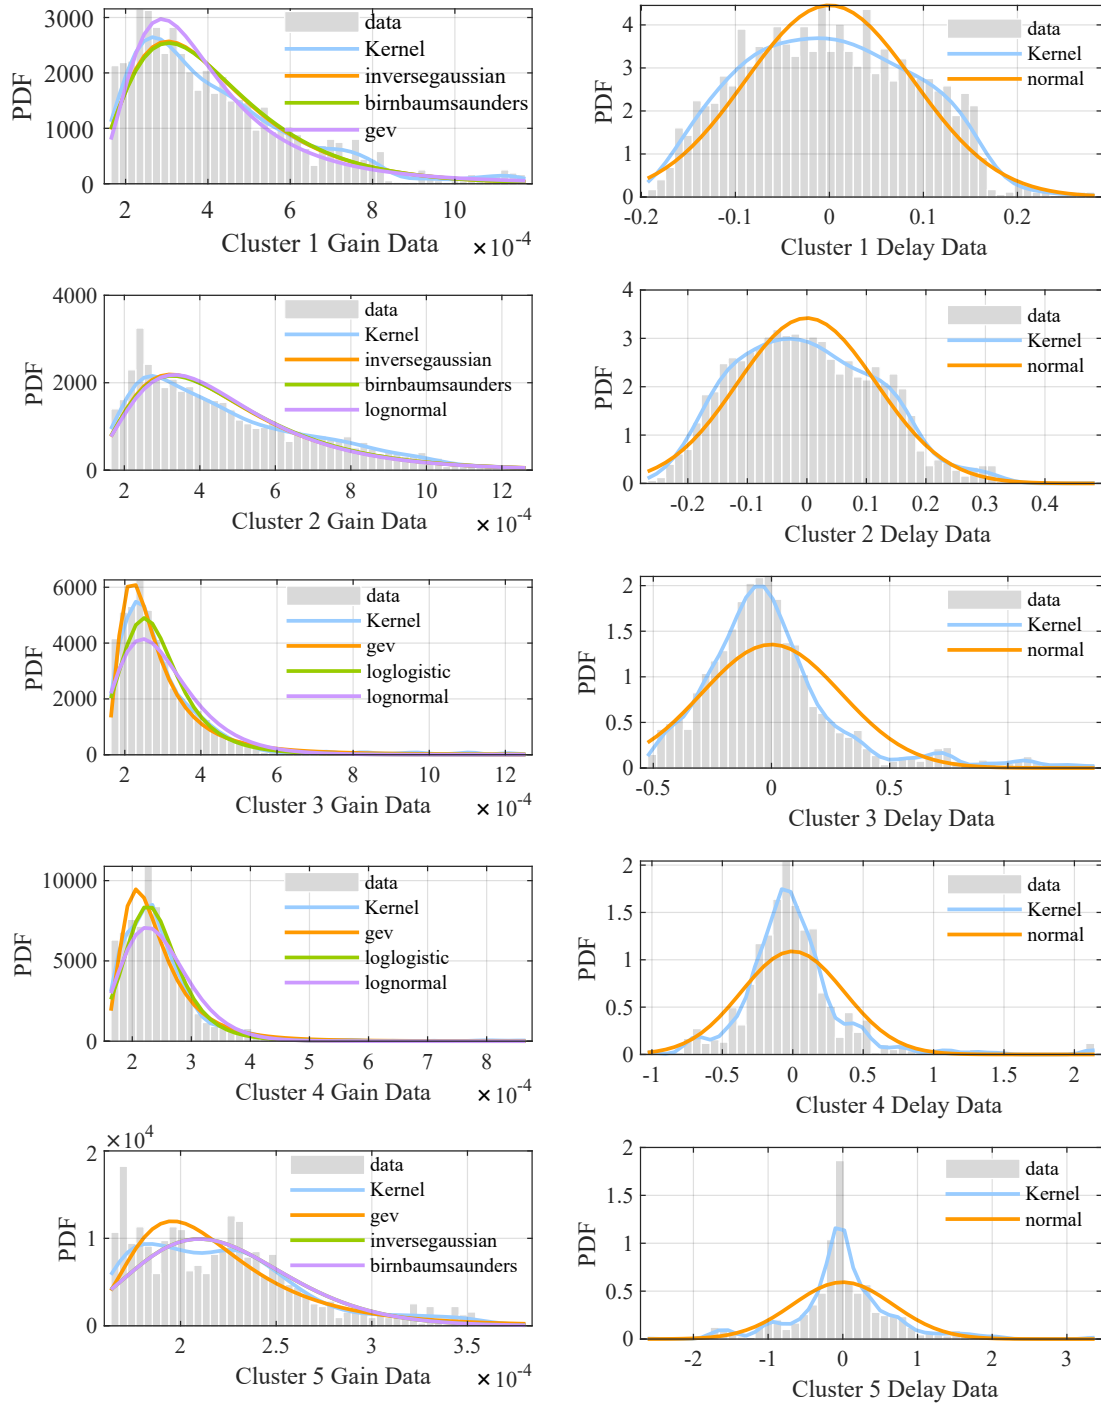 3000
2000
1000
0
PDF
data
Kernel
inversegaussian
birnbaumsaunders
gev
2 4 6 8 10
Cluster 1 Gain Data
×10-4
4
3
2
1
0
PDF
data
Kernel
normal
-0.2 -0.1 0 0.1 0.2
Cluster 1 Delay Data
4000
2000
0
PDF
data
Kernel
inversegaussian
birnbaumsaunders
lognormal
2 4 6 8 10 12
Cluster 2 Gain Data
×10-4
4
3
2
1
0
PDF
data
Kernel
normal
-0.2 -0.1 0 0.1 0.2 0.3 0.4
Cluster 2 Delay Data
6000
4000
2000
0
PDF
data
Kernel
gev
loglogistic
lognormal
2 4 6 8 10 12
Cluster 3 Gain Data
×10-4
2
1.5
1
0.5
0
PDF
data
Kernel
normal
-0.5 0 0.5 1
Cluster 3 Delay Data
10000
5000
0
PDF
data
Kernel
gev
loglogistic
lognormal
2 3 4 5 6 7 8
Cluster 4 Gain Data
×10-4
2
1.5
1
0.5
0
PDF
data
Kernel
normal
-1 -0.5 0 0.5 1 1.5 2
Cluster 4 Delay Data
×104
2
1
0
PDF
data
Kernel
gev
inversegaussian
birnbaumsaunders
2 2.5 3 3.5
Cluster 5 Gain Data
×10-4
2
1.5
1
0.5
0
PDF
data
Kernel
normal
-2 -1 0 1 2 3
Cluster 5 Delay Data